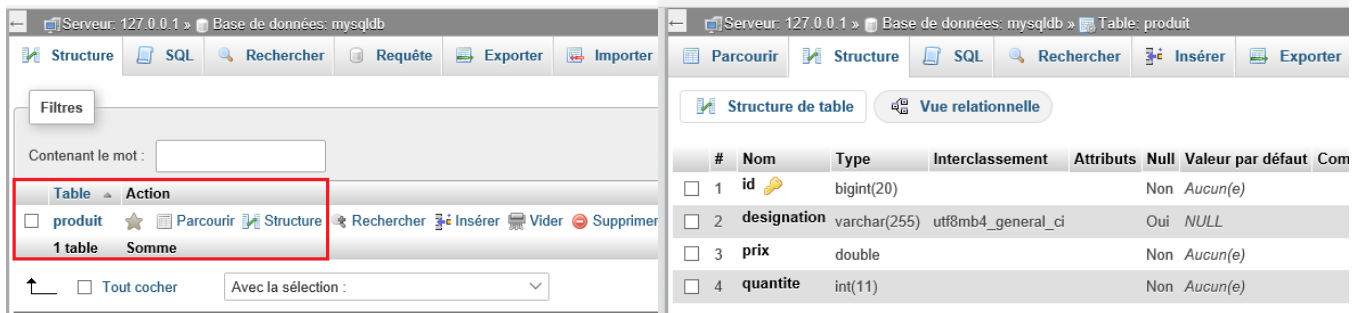 Serveur: 127.0.0.1 » Base de données: mysqldb
Structure SQL Rechercher Requête Exporter Importer
Filtres
Contenant le mot :
Table Action
produit Parcourir Structure Rechercher Insérer Vider Supprimer
1 table Somme
Tout cocher Avec la sélection :
Serveur: 127.0.0.1 » Base de données: mysqldb » Table: produit
Parcourir Structure SQL Rechercher Insérer Exporter
Structure de table Vue relationnelle
# Nom Type Interclassement Attributs Null Valeur par défaut Com
1 id bigint(20) Non Aucun(e)
2 designation varchar(255) utf8mb4_general_ci Oui NULL
3 prix double Non Aucun(e)
4 quantite int(11) Non Aucun(e)